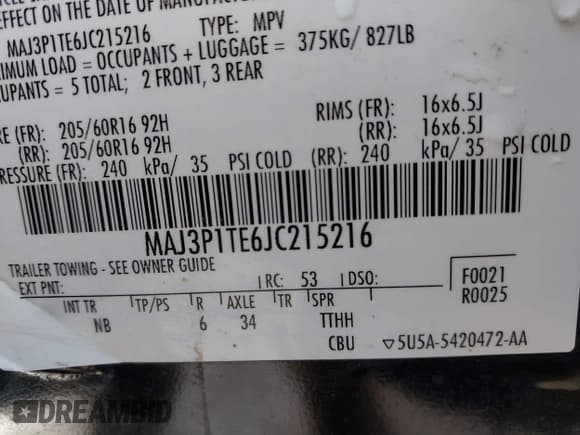 EFFECT ON THE DATE OF
MAJ3P1TE6JC215216 TYPE: MPV
IMUM LOAD = OCCUPANTS + LUGGAGE = 375KG/ 827LB
UPANTS = 5 TOTAL; 2 FRONT, 3 REAR
RE (FR): 205/60R16 92H RIMS (FR): 16x6.5J
(RR): 205/60R16 92H (RR): 16x6.5J
PRESSURE (FR): 240 kPa/ 35 PSI COLD (RR): 240 kPa/ 35 PSI COLD
MAJ3P1TE6JC215216
TRAILER TOWING - SEE OWNER GUIDE
EXT PNT: RC: 53 DSO: F0021
R0025
INT TR TP/PS R AXLE TR SPR
NB 6 34 TTHH
CBU ▽5U5A-5420472-AA
DREAMBID